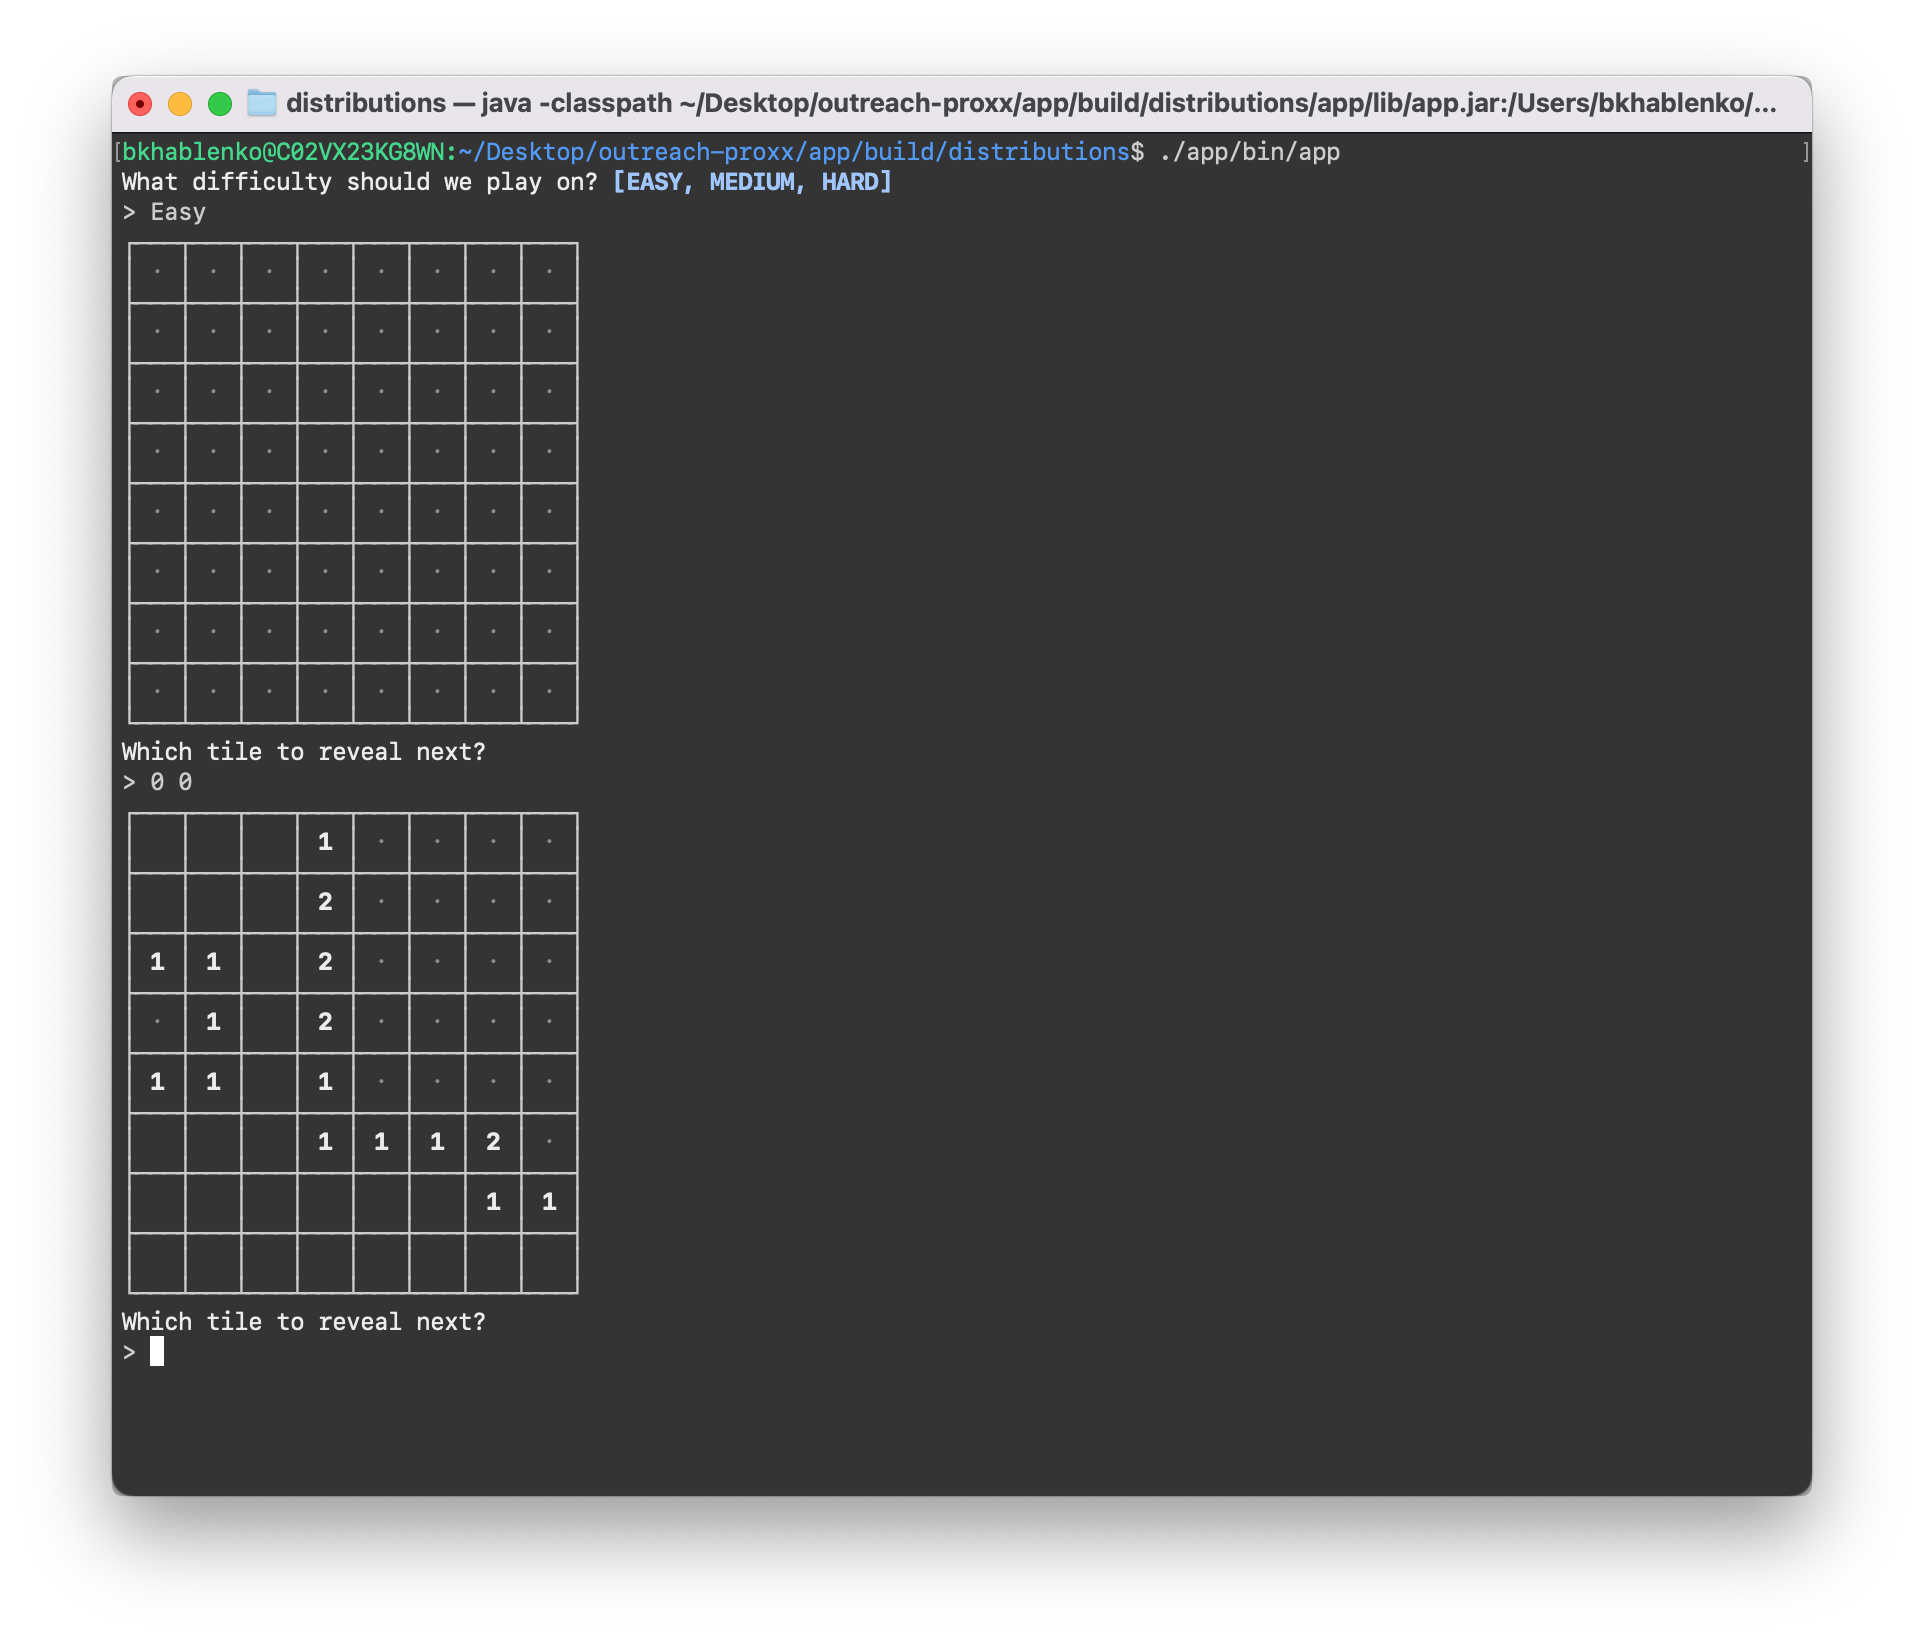 distributions — java -classpath ~/Desktop/outreach-proxx/app/build/distributions/app/lib/app.jar:/Users/bkhablenko/...
[bkhablenko@C02VX23KG8WN:~/Desktop/outreach-proxx/app/build/distributions$ ./app/bin/app ]
What difficulty should we play on? [EASY, MEDIUM, HARD]
> Easy
· · · · · · · ·
· · · · · · · ·
· · · · · · · ·
· · · · · · · ·
· · · · · · · ·
· · · · · · · ·
· · · · · · · ·
· · · · · · · ·
Which tile to reveal next?
> 0 0
1 · · · ·
2 · · · ·
1 1 2 · · · ·
· 1 2 · · · ·
1 1 1 · · · ·
1 1 1 2 ·
1 1
Which tile to reveal next?
>